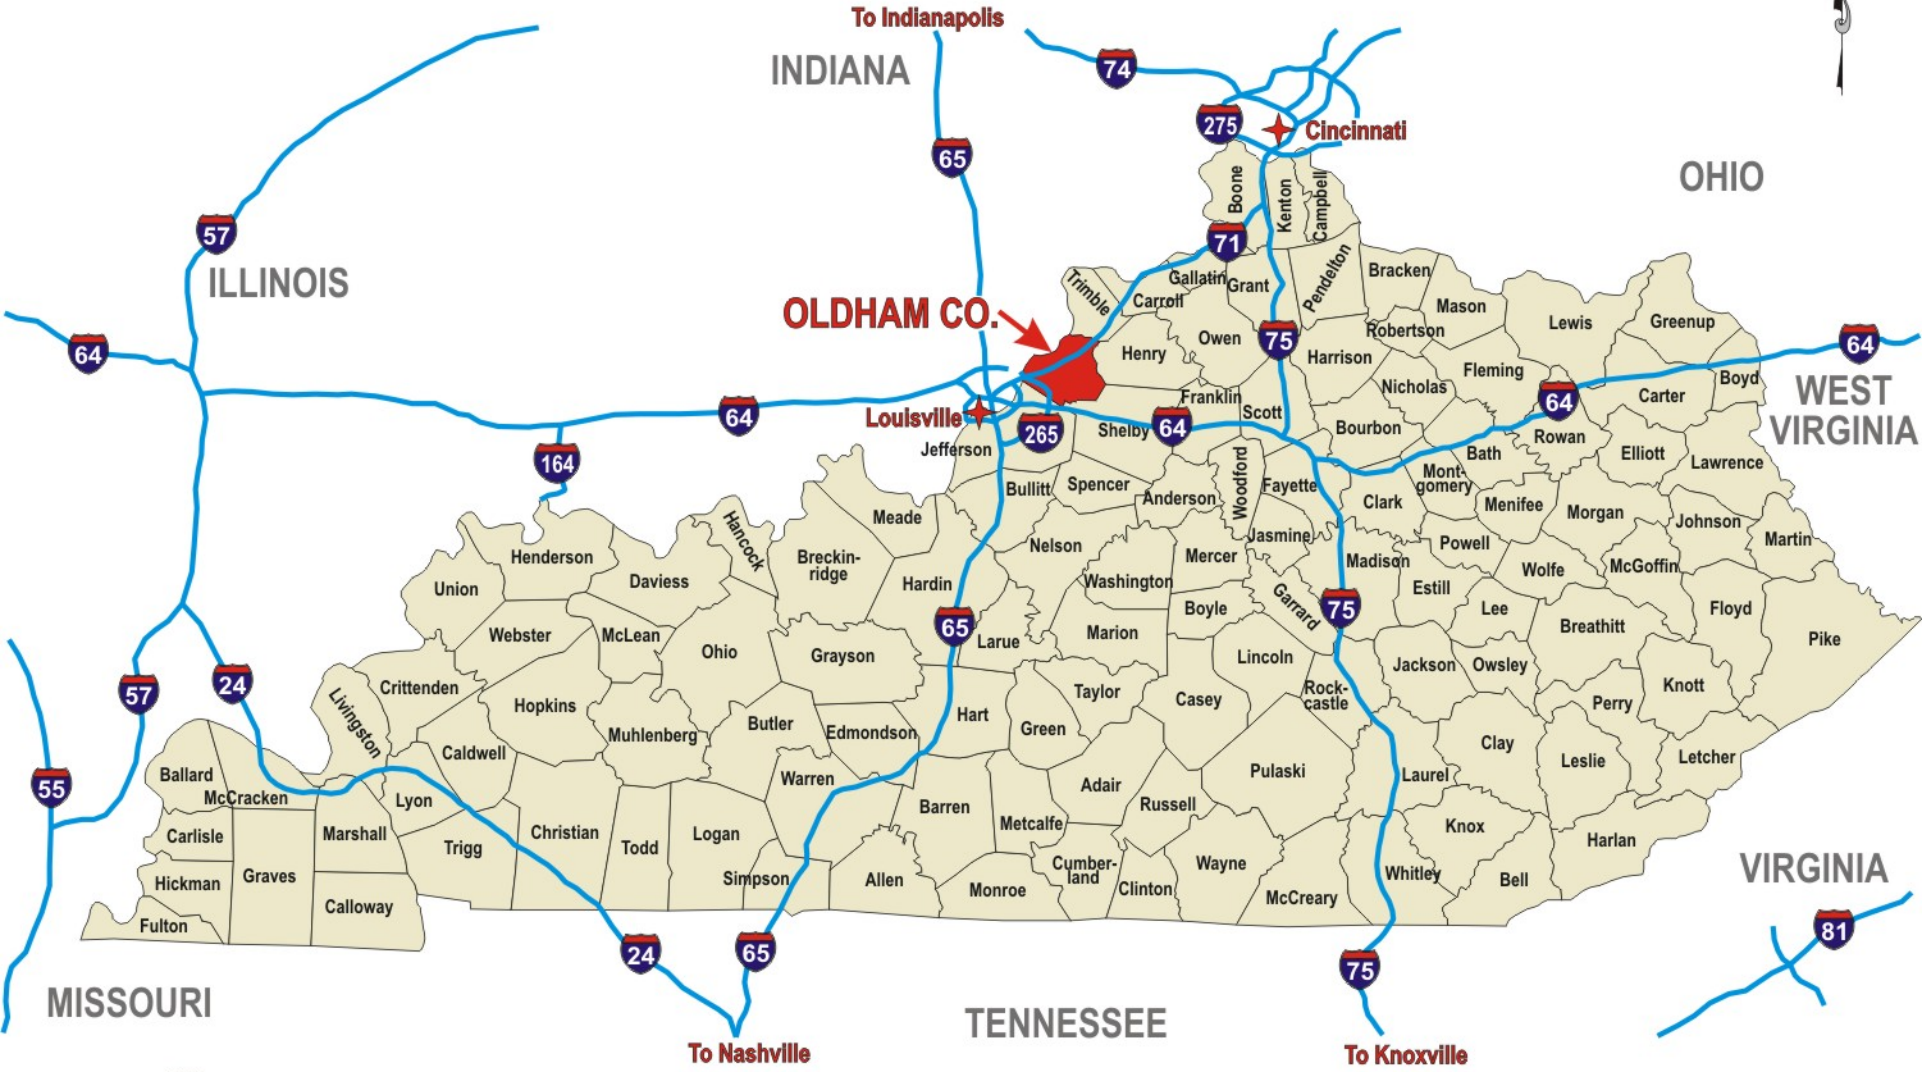 To Indianapolis
INDIANA
74
275
Cincinnati
65
OHIO
57
ILLINOIS
Boone
Kenton
Campbell
71
Trimble
Gallatin
Carroll
Grant
Pendelton
Bracken
Mason
Lewis
Greenup
OLDHAM CO.
64
Henry
Owen
75
Robertson
Harrison
Fleming
64
Nicholas
Carter
Boyd
WEST
VIRGINIA
Louisville
64
Franklin
Scott
64
Jefferson
265
Shelby
64
Bourbon
Bath
Rowan
Elliott
Lawrence
164
Bullitt
Spencer
Anderson
Woodford
Fayette
Clark
Mont-
gomery
Menifee
Morgan
Johnson
Martin
Meade
Hancock
Breckin-
ridge
Henderson
Daviess
Union
Nelson
Washington
Mercer
Jasmine
Madison
Powell
Estill
Wolfe
McGoffin
Hardin
Lee
Floyd
Pike
Webster
McLean
Ohio
Grayson
65
Larue
Marion
Boyle
Garrard
75
Breathitt
Lincoln
Jackson
Owsley
Knott
57
24
Livingston
Crittenden
Hopkins
Muhlenberg
Butler
Edmondson
Hart
Green
Taylor
Casey
Rock-
castle
Perry
Clay
Leslie
Letcher
55
Ballard
McCracken
Caldwell
Lyon
Warren
Barren
Adair
Russell
Pulaski
Laurel
Carlisle
Marshall
Trigg
Christian
Todd
Logan
Metcalfe
Knox
Harlan
Hickman
Graves
Simpson
Allen
Monroe
Cumber-
land
Clinton
Wayne
McCreary
Whitley
Bell
Fulton
Calloway
VIRGINIA
24
65
75
81
MISSOURI
TENNESSEE
To Nashville
To Knoxville